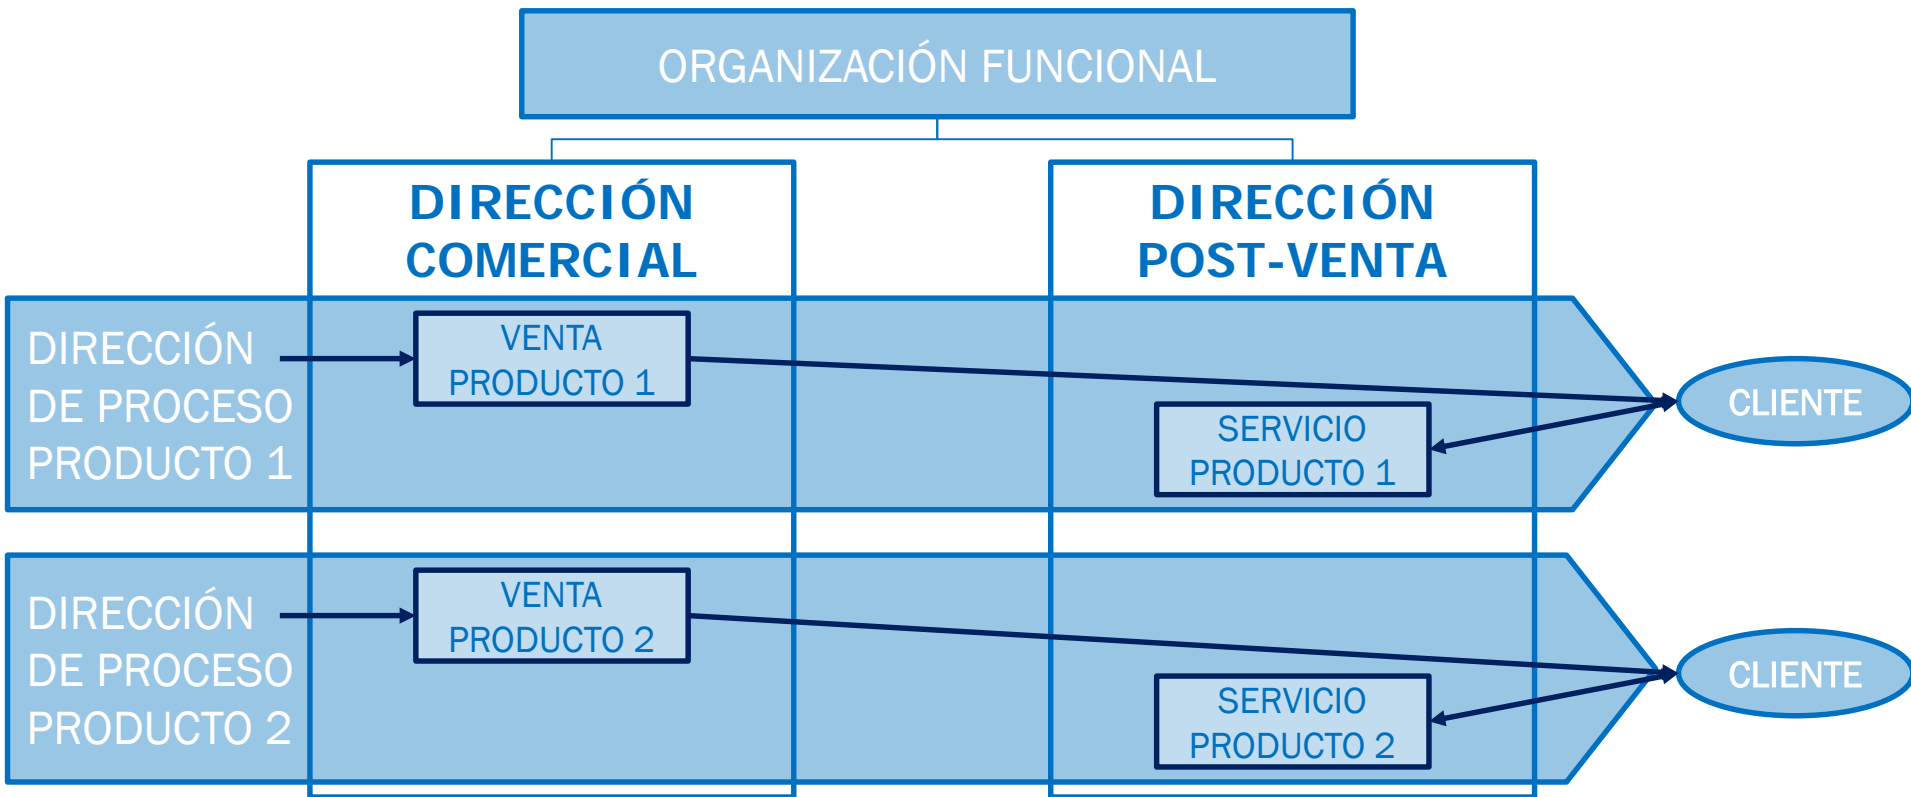 ORGANIZACIÓN FUNCIONAL
DIRECCIÓN
COMERCIAL
DIRECCIÓN
POST-VENTA
DIRECCIÓN
DE PROCESO
PRODUCTO 1
VENTA
PRODUCTO 1
SERVICIO
PRODUCTO 1
CLIENTE
DIRECCIÓN
DE PROCESO
PRODUCTO 2
VENTA
PRODUCTO 2
SERVICIO
PRODUCTO 2
CLIENTE